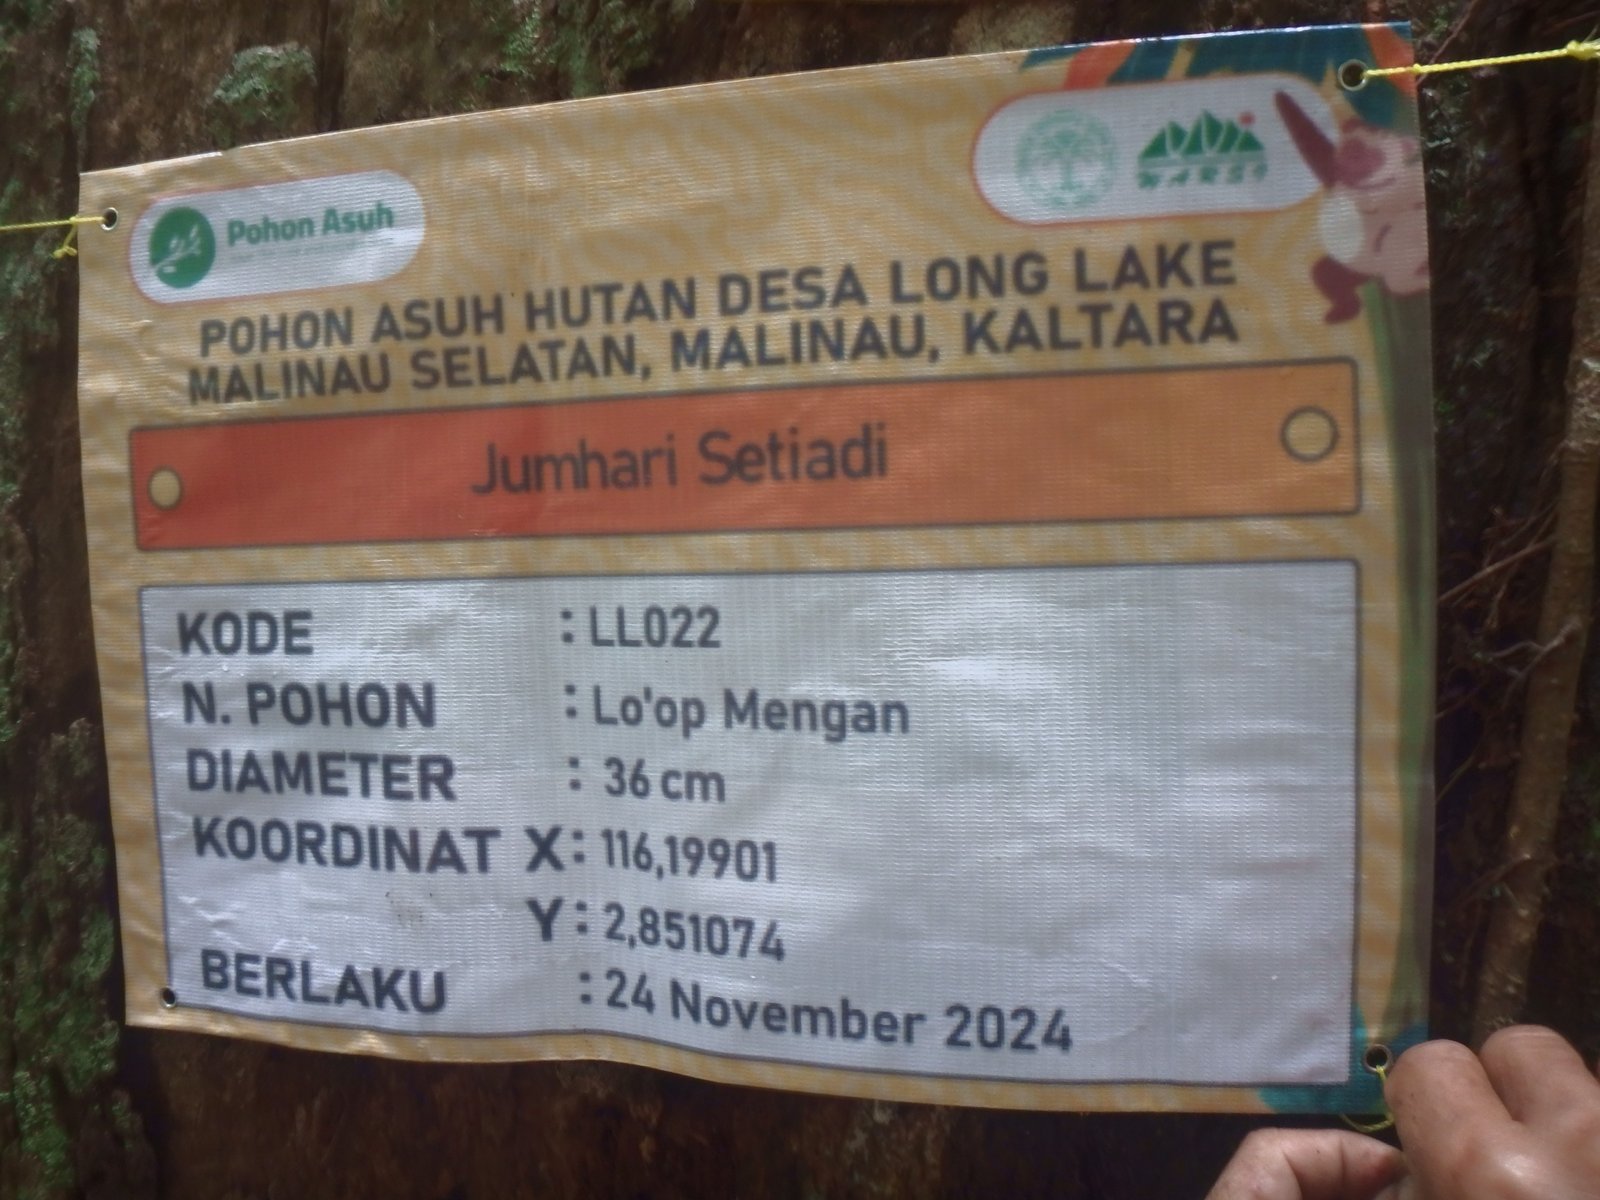 Pohon Asuh
WARSI
POHON ASUH HUTAN DESA LONG LAKE
MALINAU SELATAN, MALINAU, KALTARA
Jumhari Setiadi
KODE : LL022
N. POHON : Lo'op Mengan
DIAMETER : 36 cm
KOORDINAT X : 116,19901
Y : 2,851074
BERLAKU : 24 November 2024